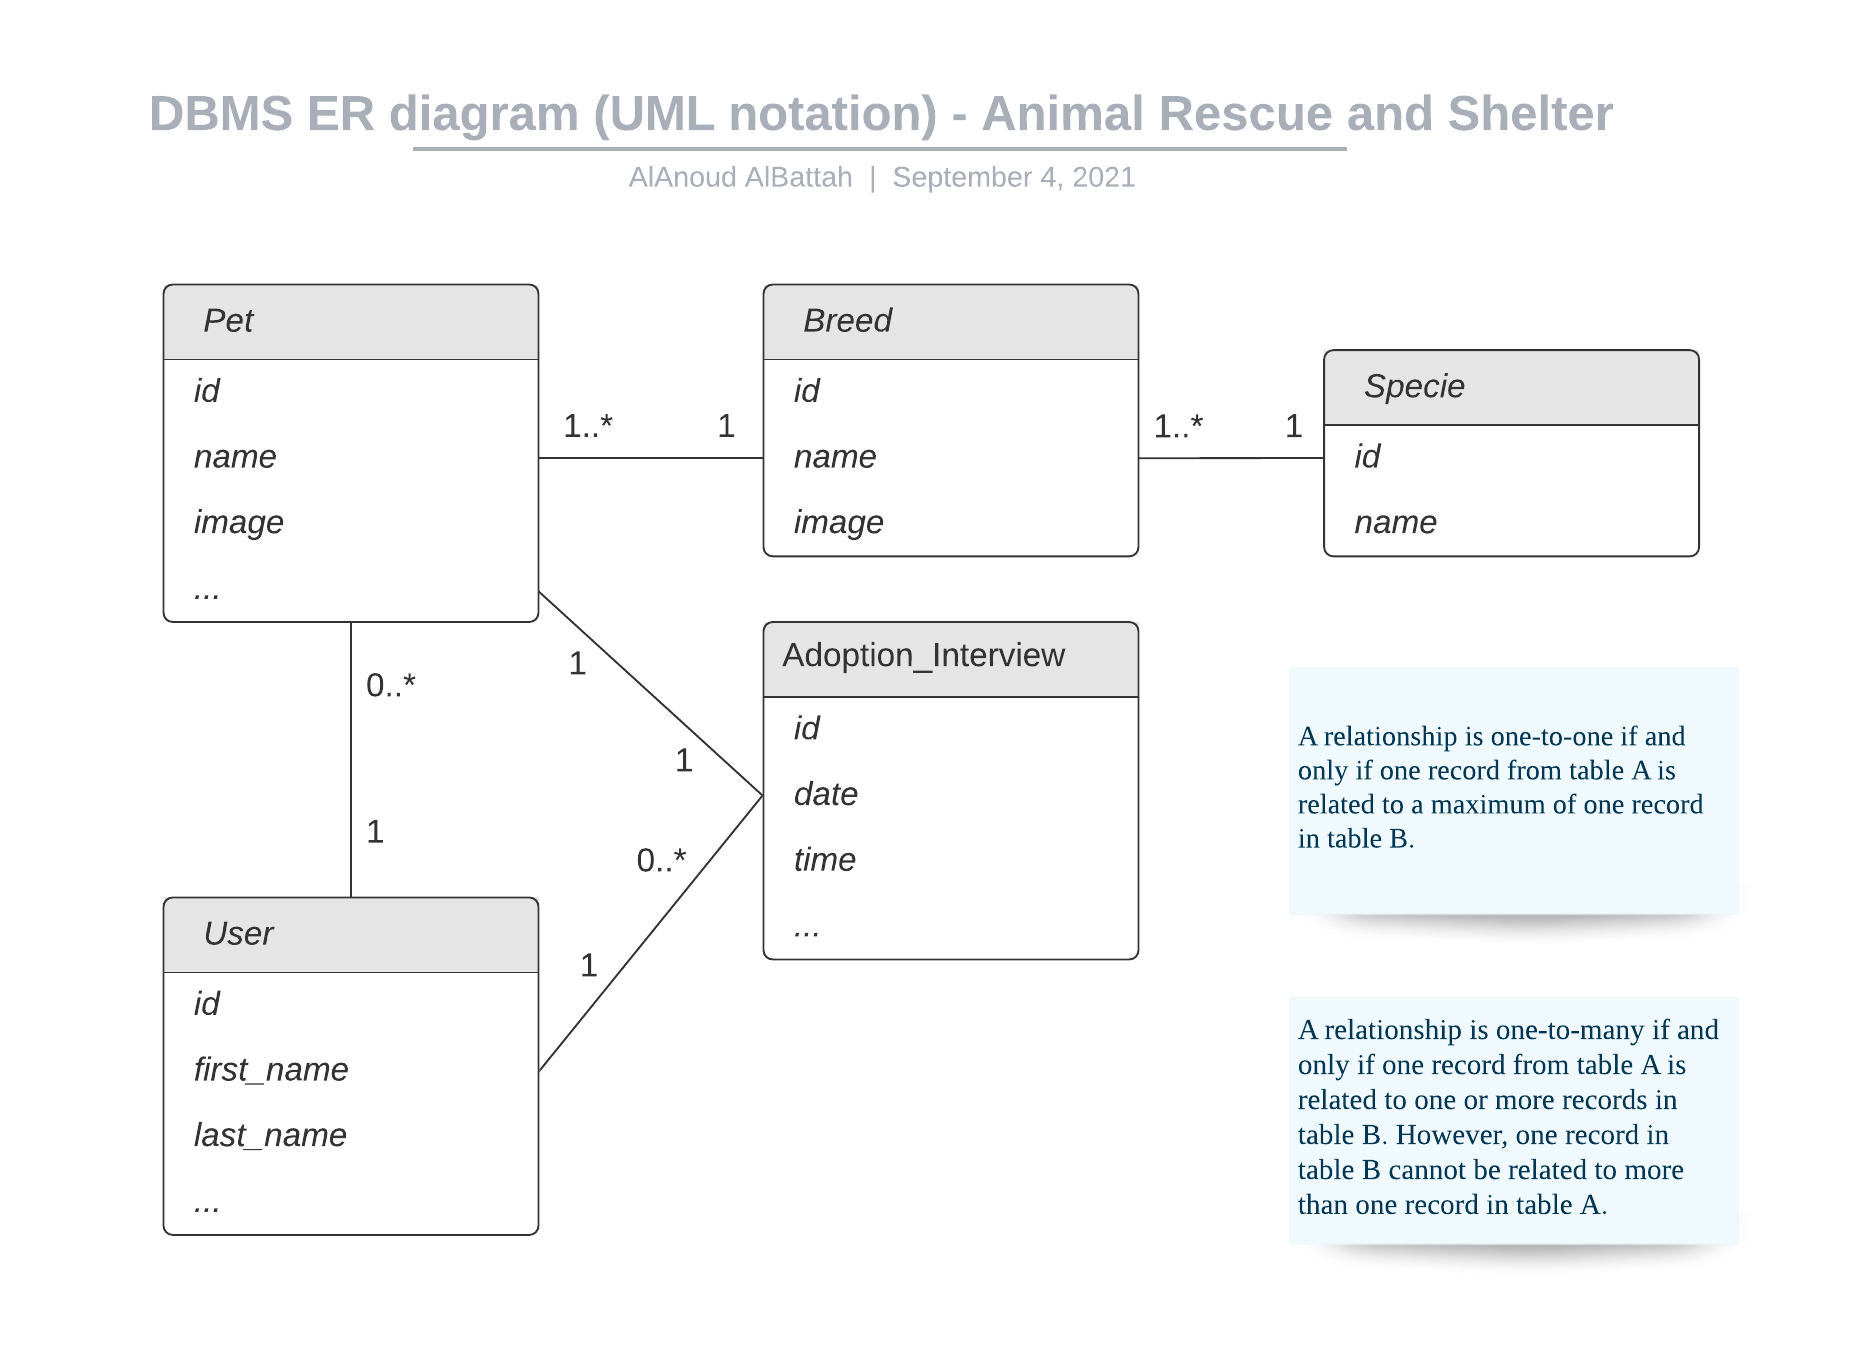 DBMS ER diagram (UML notation) - Animal Rescue and Shelter
AlAnoud AlBattah | September 4, 2021
Pet
id
name
image
...
1..*
1
Breed
id
name
image
1..*
1
Specie
id
name
0..*
1
1
1
0..*
1
Adoption_Interview
id
date
time
...
User
id
first_name
last_name
...
A relationship is one-to-one if and
only if one record from table A is
related to a maximum of one record
in table B.
A relationship is one-to-many if and
only if one record from table A is
related to one or more records in
table B. However, one record in
table B cannot be related to more
than one record in table A.